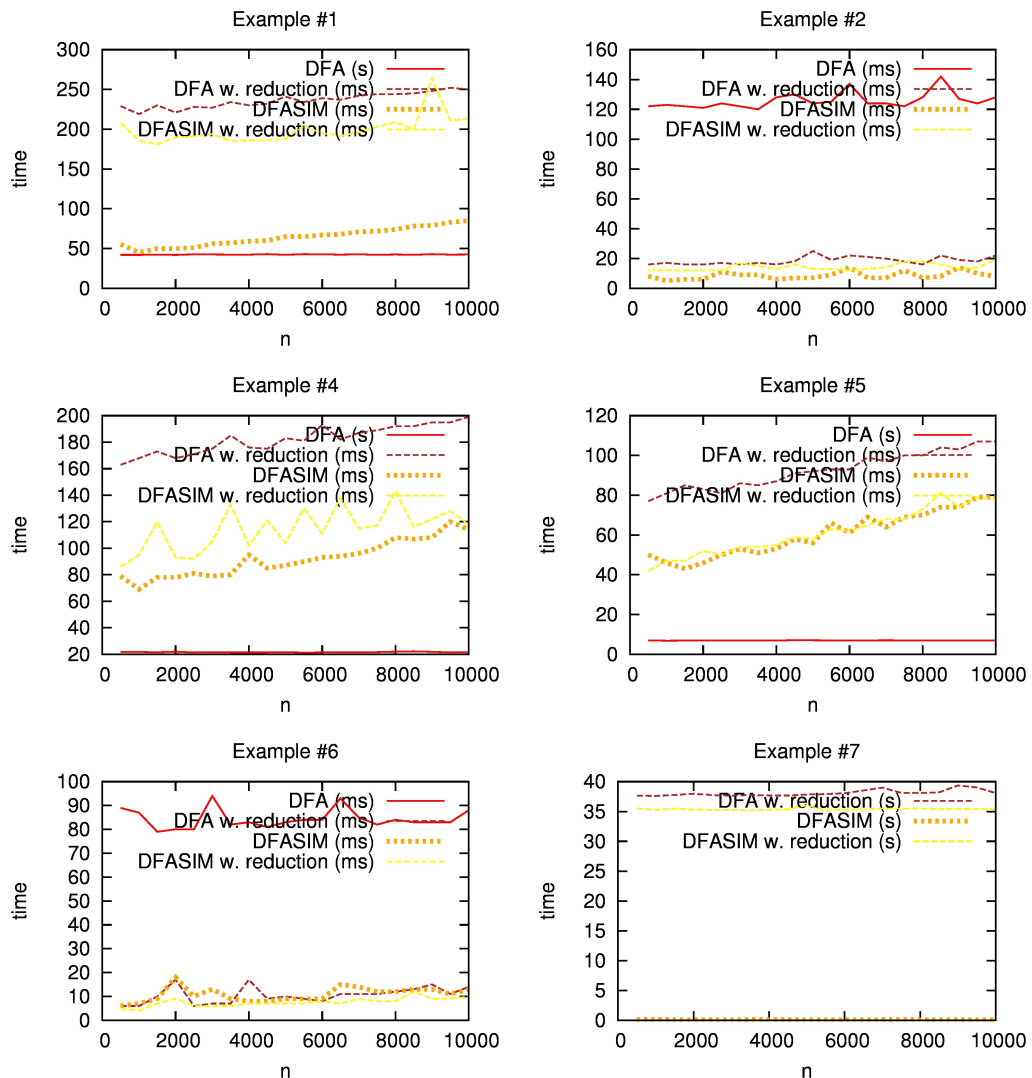 Example #1
300
250
200
150
100
50
0
0 2000 4000 6000 8000 10000
time
n
DFA (s)
DFA w. reduction (ms)
DFASIM (ms)
DFASIM w. reduction (ms)
Example #2
160
140
120
100
80
60
40
20
0
0 2000 4000 6000 8000 10000
time
n
DFA (ms)
DFA w. reduction (ms)
DFASIM (ms)
DFASIM w. reduction (ms)
Example #4
200
180
160
140
120
100
80
60
40
20
0 2000 4000 6000 8000 10000
time
n
DFA (s)
DFA w. reduction (ms)
DFASIM (ms)
DFASIM w. reduction (ms)
Example #5
120
100
80
60
40
20
0
0 2000 4000 6000 8000 10000
time
n
DFA (s)
DFA w. reduction (ms)
DFASIM (ms)
DFASIM w. reduction (ms)
Example #6
100
90
80
70
60
50
40
30
20
10
0
0 2000 4000 6000 8000 10000
time
n
DFA (ms)
DFA w. reduction (ms)
DFASIM (ms)
DFASIM w. reduction (ms)
Example #7
40
35
30
25
20
15
10
5
0
0 2000 4000 6000 8000 10000
time
n
DFA w. reduction (s)
DFASIM (s)
DFASIM w. reduction (s)